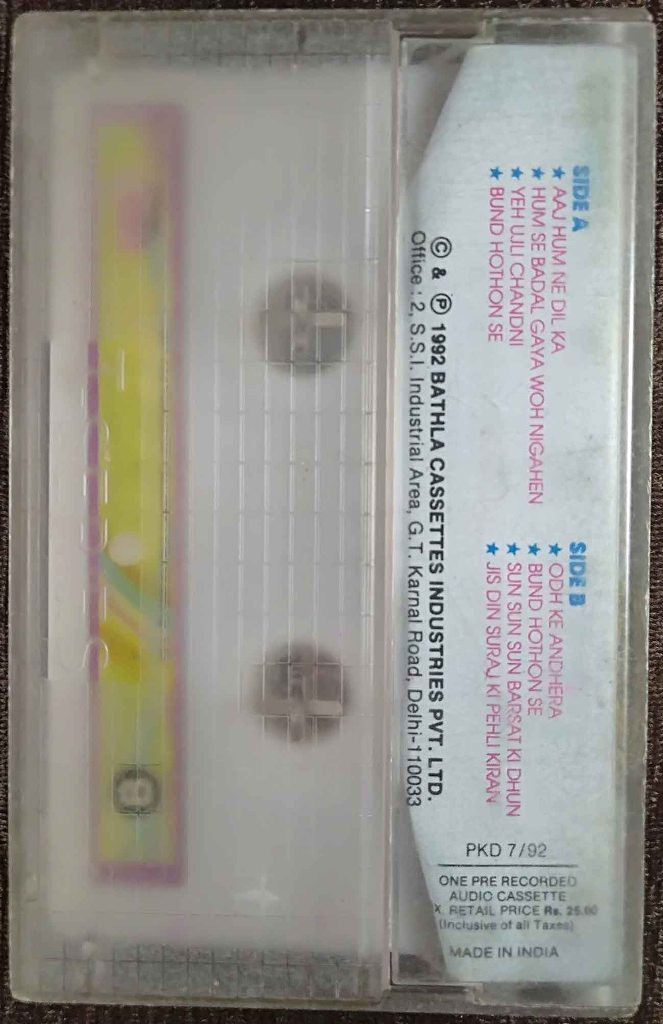 SIDE A
★ AAJ HUM NE DIL KA
★ HUM SE BADAL GAYA WOH NIGAHEN
★ YEH UJLI CHANDNI
★ BUND HOTHON SE
SIDE B
★ ODH KE ANDHERA
★ BUND HOTHON SE
★ SUN SUN SUN BARSAT KI DHUN
★ JIS DIN SURAJ KI PEHLI KIRAN
© & ℗ 1992 BATHLA CASSETTES INDUSTRIES PVT. LTD.
Office : 2, S.S.I. Industrial Area, G.T. Karnal Road, Delhi-110033
PKD 7/92
ONE PRE RECORDED
AUDIO CASSETTE
X. RETAIL PRICE Rs. 25.00
(Inclusive of all Taxes)
MADE IN INDIA